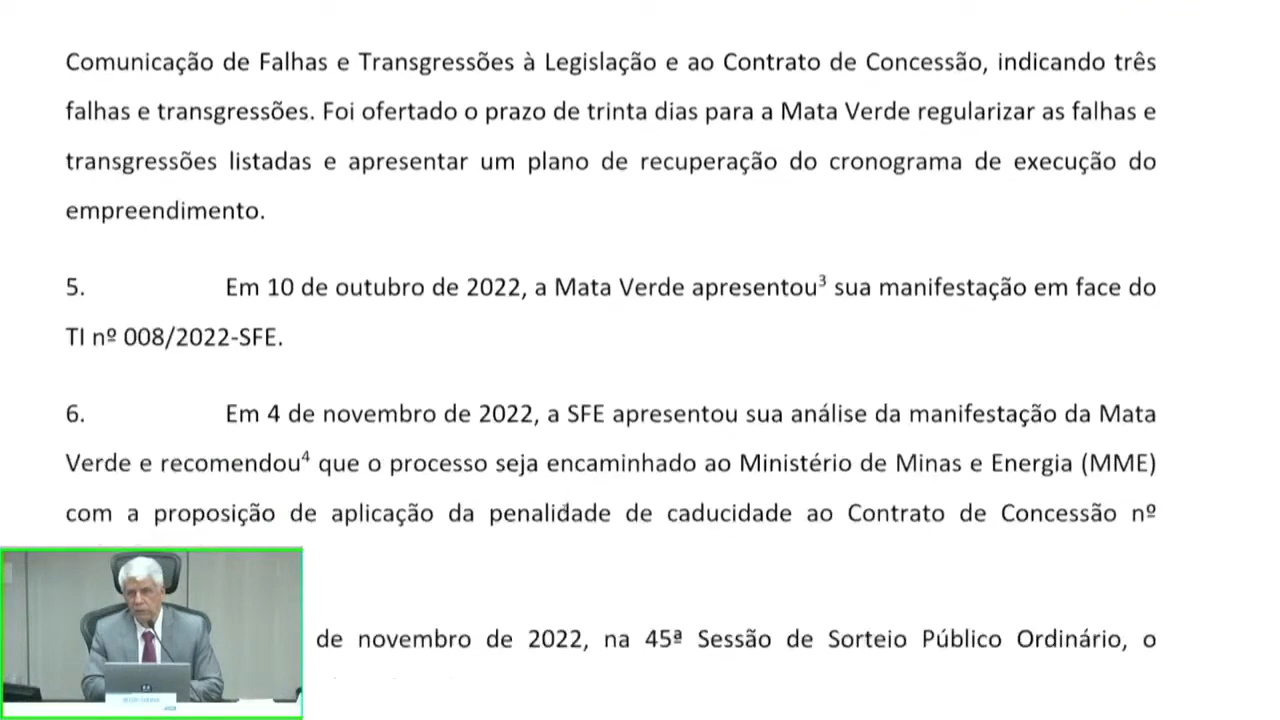 Comunicação de Falhas e Transgressões à Legislação e ao Contrato de Concessão, indicando três
falhas e transgressões. Foi ofertado o prazo de trinta dias para a Mata Verde regularizar as falhas e
transgressões listadas e apresentar um plano de recuperação do cronograma de execução do
empreendimento.
5. Em 10 de outubro de 2022, a Mata Verde apresentou³ sua manifestação em face do
TI nº 008/2022-SFE.
6. Em 4 de novembro de 2022, a SFE apresentou sua análise da manifestação da Mata
Verde e recomendou⁴ que o processo seja encaminhado ao Ministério de Minas e Energia (MME)
com a proposição de aplicação da penalidade de caducidade ao Contrato de Concessão nº
de novembro de 2022, na 45ª Sessão de Sorteio Público Ordinário, o